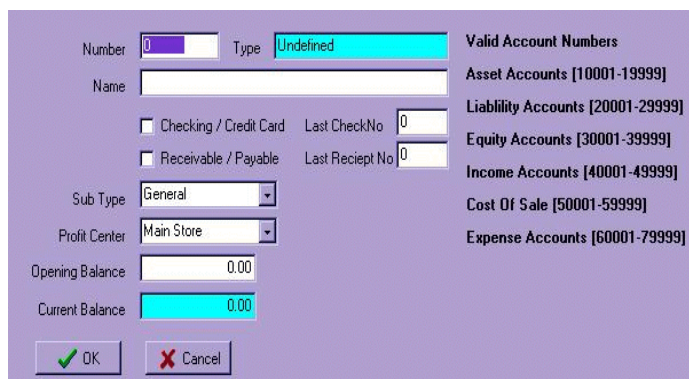 Number 0 Type Undefined
Name
Checking / Credit Card Last CheckNo 0
Receivable / Payable Last Reciept No 0
Sub Type General
Profit Center Main Store
Opening Balance 0.00
Current Balance 0.00
OK Cancel
Valid Account Numbers
Asset Accounts [10001-19999]
Liablility Accounts [20001-29999]
Equity Accounts [30001-39999]
Income Accounts [40001-49999]
Cost Of Sale [50001-59999]
Expense Accounts [60001-79999]